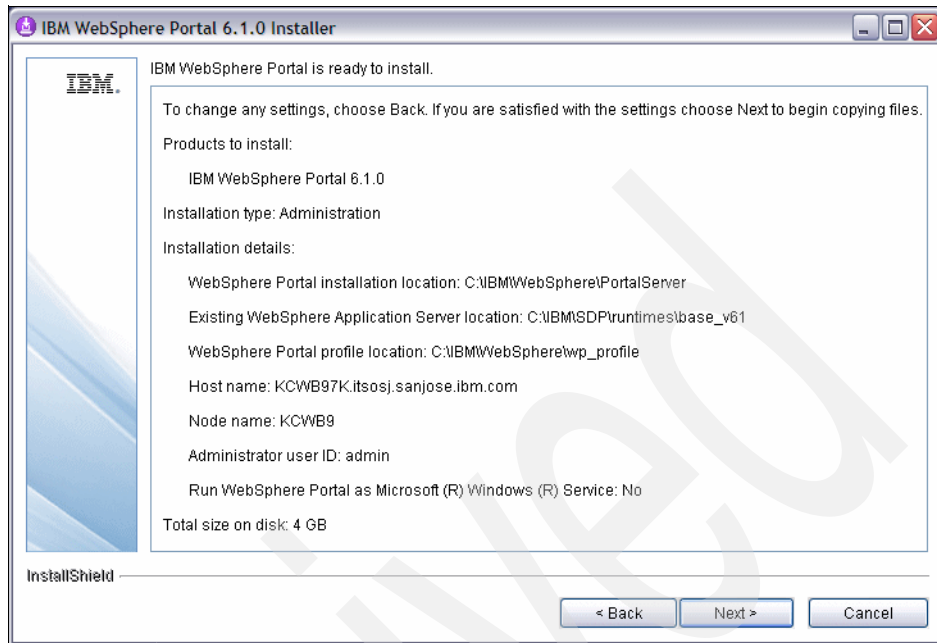 IBM WebSphere Portal 6.1.0 Installer
IBM.
IBM WebSphere Portal is ready to install.
To change any settings, choose Back. If you are satisfied with the settings choose Next to begin copying files.
Products to install:
IBM WebSphere Portal 6.1.0
Installation type: Administration
Installation details:
WebSphere Portal installation location: C:\IBM\WebSphere\PortalServer
Existing WebSphere Application Server location: C:\IBM\SDP\runtimes\base_v61
WebSphere Portal profile location: C:\IBM\WebSphere\wp_profile
Host name: KCWB97K.itsosj.sanjose.ibm.com
Node name: KCWB9
Administrator user ID: admin
Run WebSphere Portal as Microsoft (R) Windows (R) Service: No
Total size on disk: 4 GB
InstallShield
< Back Next > Cancel